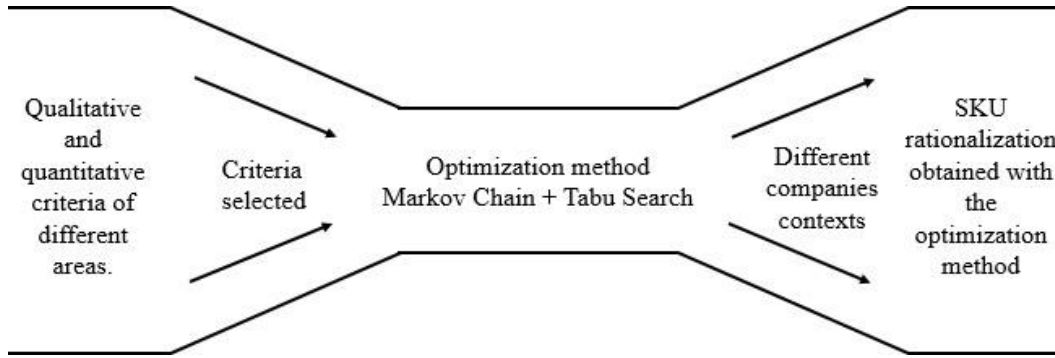 Qualitative
and
quantitative
criteria of
different
areas.
Criteria
selected
Optimization method
Markov Chain + Tabu Search
Different
companies
contexts
SKU
rationalization
obtained with
the
optimization
method